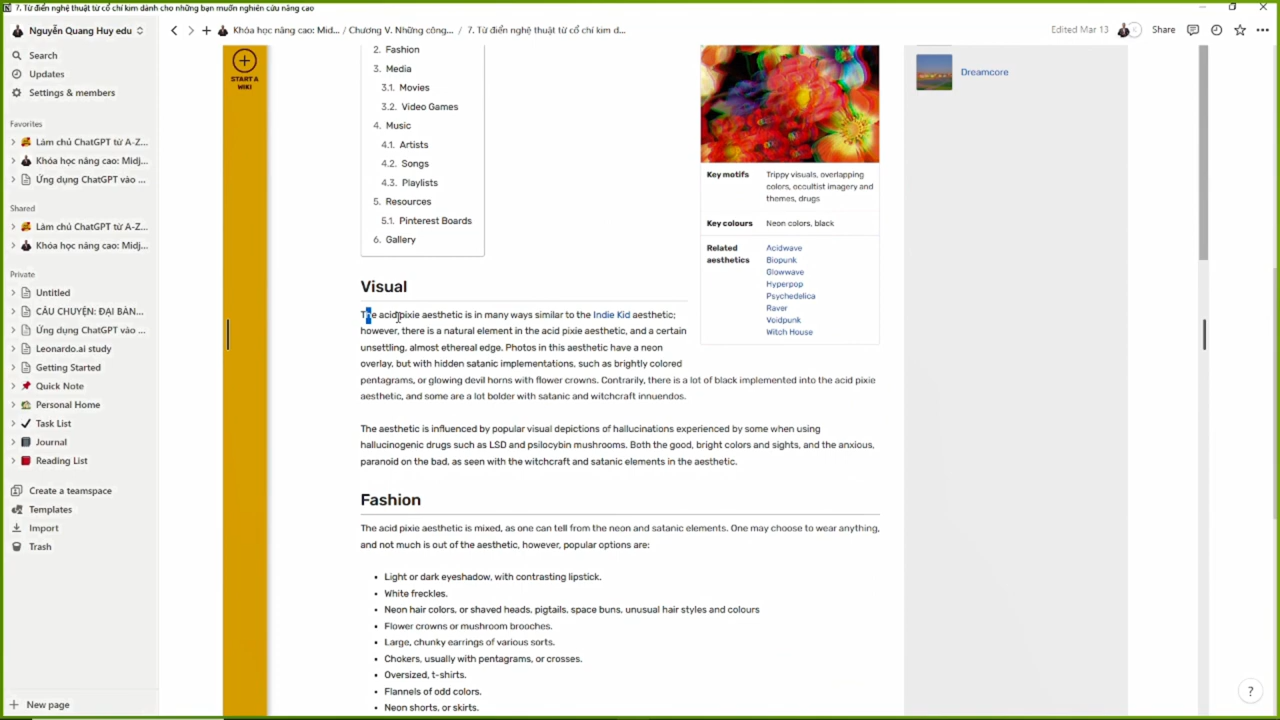 7. Từ điển nghệ thuật từ cổ chí kim dành cho những bạn muốn nghiên cứu nâng cao
Nguyễn Quang Huy edu
Khóa học nâng cao: Mid... / Chương V. Những công... / 7. Từ điển nghệ thuật từ cổ chí kim d...
Edited Mar 13
Share
Search
Updates
Settings & members
Favorites
Làm chủ ChatGPT từ A-Z...
Khóa học nâng cao: Midj...
Ứng dụng ChatGPT vào ...
Shared
Làm chủ ChatGPT từ A-Z...
Khóa học nâng cao: Midj...
Private
Untitled
CÂU CHUYỆN: ĐẠI BÀN...
Ứng dụng ChatGPT vào ...
Leonardo.ai study
Getting Started
Quick Note
Personal Home
Task List
Journal
Reading List
Create a teamspace
Templates
Import
Trash
New page
START A
WIKI
2. Fashion
3. Media
3.1. Movies
3.2. Video Games
4. Music
4.1. Artists
4.2. Songs
4.3. Playlists
5. Resources
5.1. Pinterest Boards
6. Gallery
Key motifs
Trippy visuals, overlapping
colors, occultist imagery and
themes, drugs
Key colours
Neon colors, black
Related
aesthetics
Acidwave
Biopunk
Glowwave
Hyperpop
Psychedelica
Raver
Voidpunk
Witch House
Dreamcore
Visual
The acid pixie aesthetic is in many ways similar to the Indie Kid aesthetic;
however, there is a natural element in the acid pixie aesthetic, and a certain
unsettling, almost ethereal edge. Photos in this aesthetic have a neon
overlay, but with hidden satanic implementations, such as brightly colored
pentagrams, or glowing devil horns with flower crowns. Contrarily, there is a lot of black implemented into the acid pixie
aesthetic, and some are a lot bolder with satanic and witchcraft innuendos.
The aesthetic is influenced by popular visual depictions of hallucinations experienced by some when using
hallucinogenic drugs such as LSD and psilocybin mushrooms. Both the good, bright colors and sights, and the anxious,
paranoid on the bad, as seen with the witchcraft and satanic elements in the aesthetic.
Fashion
The acid pixie aesthetic is mixed, as one can tell from the neon and satanic elements. One may choose to wear anything,
and not much is out of the aesthetic, however, popular options are:
• Light or dark eyeshadow, with contrasting lipstick.
• White freckles.
• Neon hair colors, or shaved heads, pigtails, space buns, unusual hair styles and colours
• Flower crowns or mushroom brooches.
• Large, chunky earrings of various sorts.
• Chokers, usually with pentagrams, or crosses.
• Oversized, t-shirts.
• Flannels of odd colors.
• Neon shorts, or skirts.
?